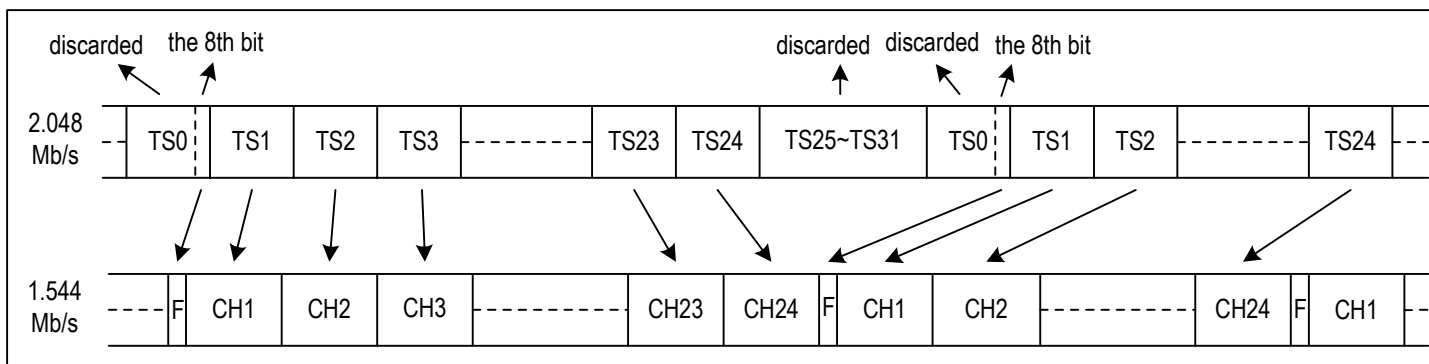 discarded the 8th bit discarded discarded the 8th bit
2.048
Mb/s
TS0 TS1 TS2 TS3 TS23 TS24 TS25~TS31 TS0 TS1 TS2 TS24
1.544
Mb/s
F CH1 CH2 CH3 CH23 CH24 F CH1 CH2 CH24 F CH1